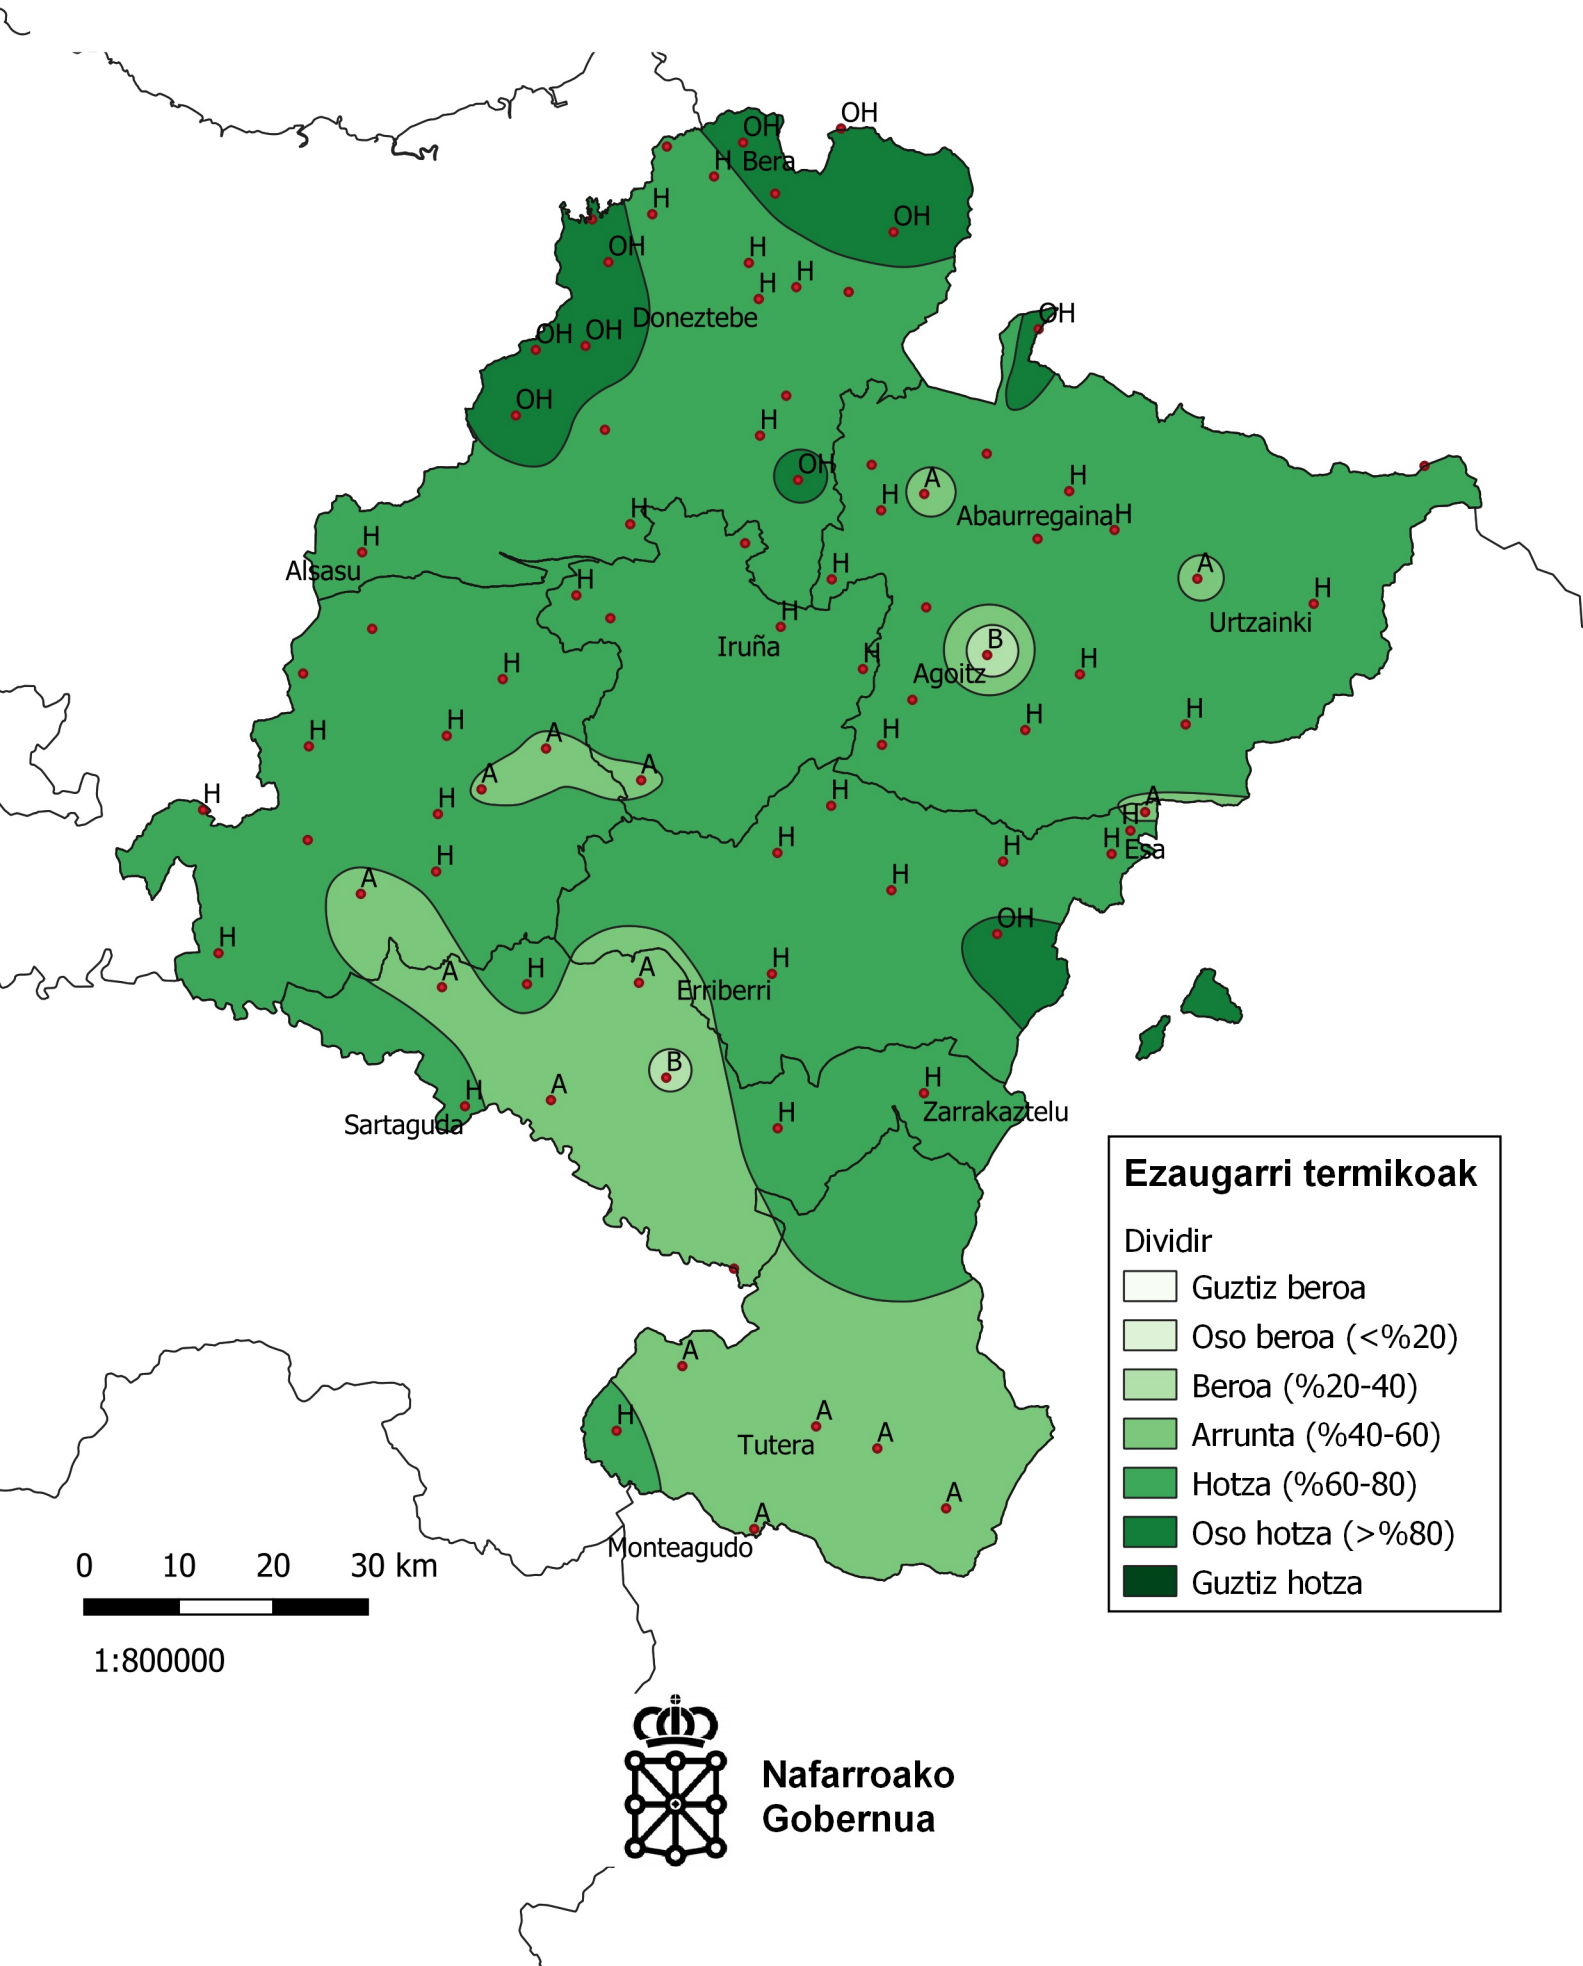 OH
OH
H Bera
H
OH
OH
H
H
H
Doneztebe
OH
OH
OH
OH
H
OH
A
H
H
Abaurregaina H
H
H
Alsasu
H
H
A
H
Urtzainki
H
Iruña
B
H
Agoitz
H
H
H
H
H
H
H
A
A
A
H
H
H
A
H
H
H
Esa
H
H
H
A
H
OH
H
H
A
H
A
Erriberri
B
A
H
Sartaguda
H
Zarrakaztelu
H
Ezaugarri termikoak
Dividir
Guztiz beroa
Oso beroa (<%20)
Beroa (%20-40)
Arrunta (%40-60)
Hotza (%60-80)
Oso hotza (>%80)
Guztiz hotza
A
H
A
Tutera
A
A
A
Monteagudo
0 10 20 30 km
1:800000
Nafarroako
Gobernua